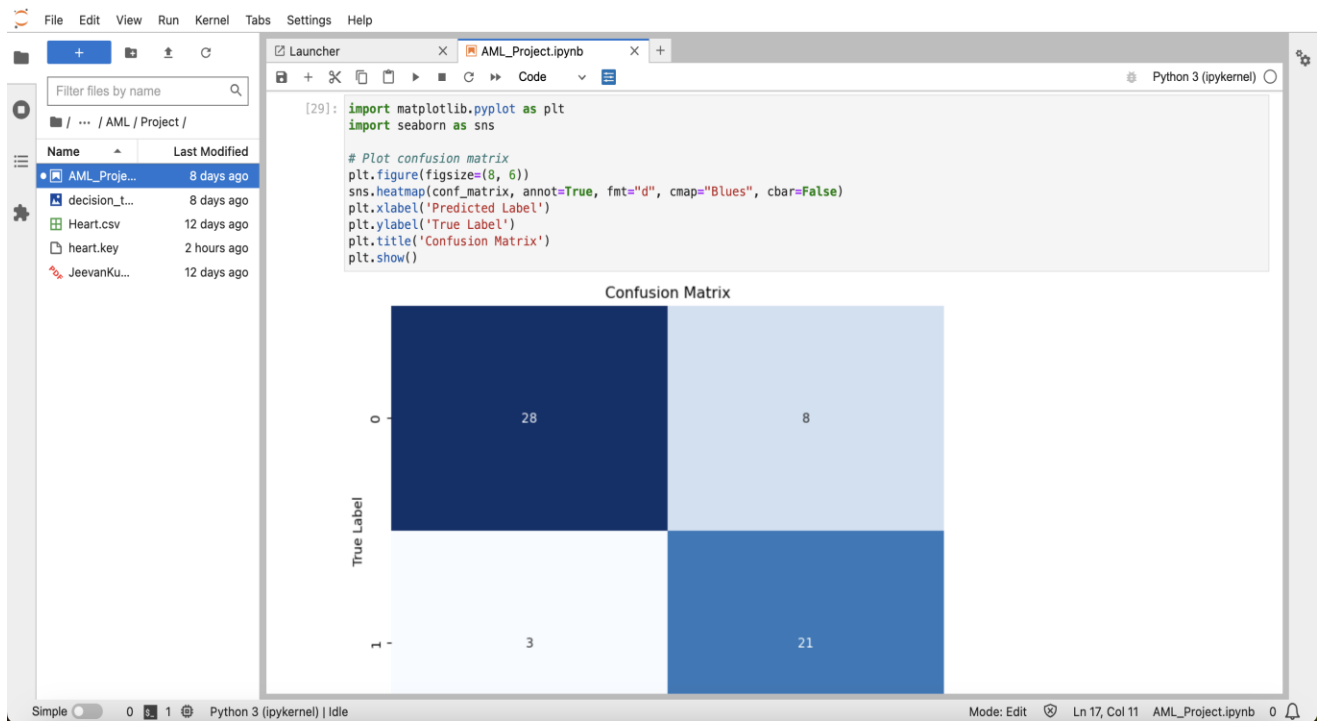 File Edit View Run Kernel Tabs Settings Help
Launcher
AML_Project.ipynb
Code
Python 3 (ipykernel)
Filter files by name
/ ··· / AML / Project /
Name Last Modified
AML_Proje... 8 days ago
decision_t... 8 days ago
Heart.csv 12 days ago
heart.key 2 hours ago
JeevanKu... 12 days ago
[29]: import matplotlib.pyplot as plt
import seaborn as sns
# Plot confusion matrix
plt.figure(figsize=(8, 6))
sns.heatmap(conf_matrix, annot=True, fmt="d", cmap="Blues", cbar=False)
plt.xlabel('Predicted Label')
plt.ylabel('True Label')
plt.title('Confusion Matrix')
plt.show()
Confusion Matrix
0 28 8
True Label
1 3 21
Simple 0 1 Python 3 (ipykernel) | Idle Mode: Edit Ln 17, Col 11 AML_Project.ipynb 0